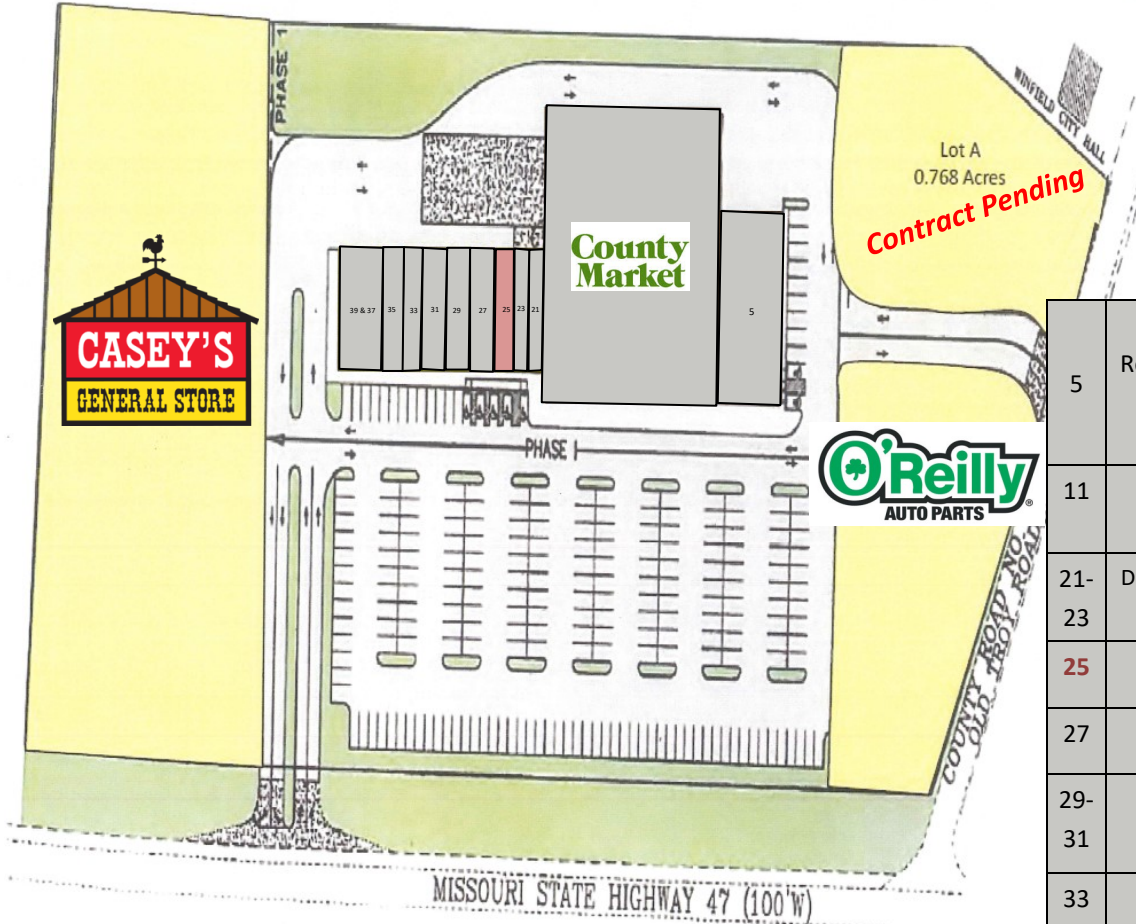 PHASE 1
WINFIELD CITY HALL
Lot A
0.768 Acres
Contract Pending
County
Market
CASEY'S
GENERAL STORE
39 & 37
35
33
31
29
27
25
23
21
5
PHASE I
O'Reilly®
AUTO PARTS
COUNTY ROAD NO.
OLD TROY ROAD
MISSOURI STATE HIGHWAY 47 (100'W)
5
11
21-
23
D
25
27
29-
31
33